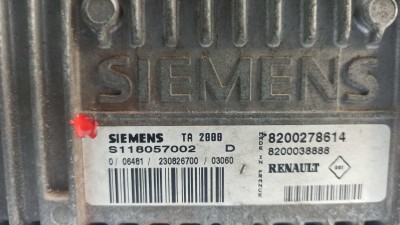 SIEMENS
SIEMENS TA 2000
S118057002 D
0/ 06481/ 230826700 / 03060
MADE IN FRANCE
8200278614
8200038888
RENAULT